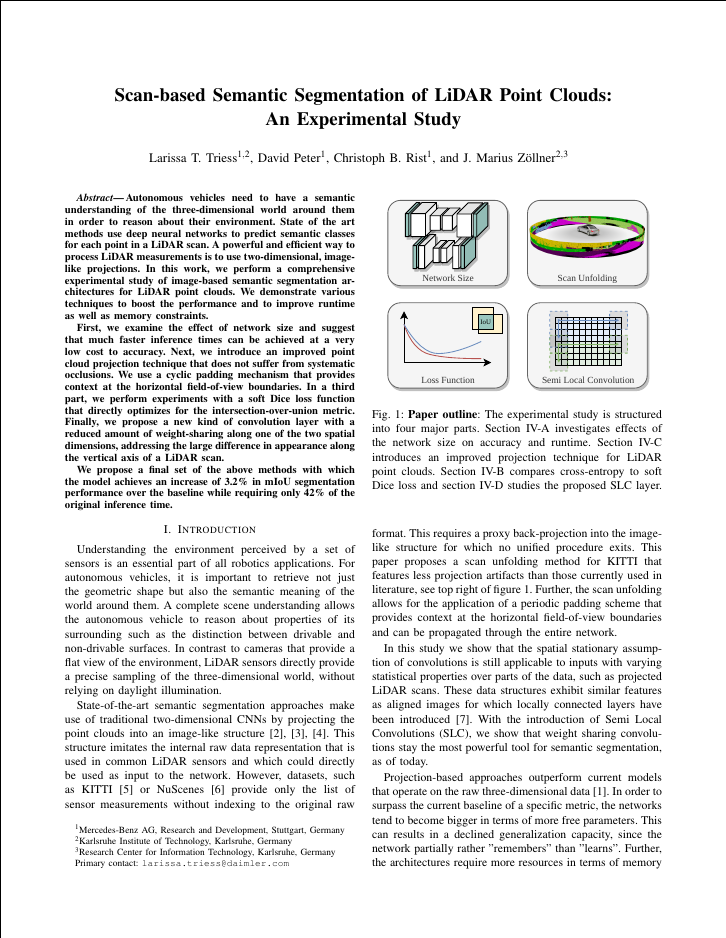 Scan-based Semantic Segmentation of LiDAR Point Clouds:
An Experimental Study
Larissa T. Triess1,2, David Peter1, Christoph B. Rist1, and J. Marius Zöllner2,3
Abstract— Autonomous vehicles need to have a semantic
understanding of the three-dimensional world around them
in order to reason about their environment. State of the art
methods use deep neural networks to predict semantic classes
for each point in a LiDAR scan. A powerful and efficient way to
process LiDAR measurements is to use two-dimensional, image-
like projections. In this work, we perform a comprehensive
experimental study of image-based semantic segmentation ar-
chitectures for LiDAR point clouds. We demonstrate various
techniques to boost the performance and to improve runtime
as well as memory constraints.
First, we examine the effect of network size and suggest
that much faster inference times can be achieved at a very
low cost to accuracy. Next, we introduce an improved point
cloud projection technique that does not suffer from systematic
occlusions. We use a cyclic padding mechanism that provides
context at the horizontal field-of-view boundaries. In a third
part, we perform experiments with a soft Dice loss function
that directly optimizes for the intersection-over-union metric.
Finally, we propose a new kind of convolution layer with a
reduced amount of weight-sharing along one of the two spatial
dimensions, addressing the large difference in appearance along
the vertical axis of a LiDAR scan.
We propose a final set of the above methods with which
the model achieves an increase of 3.2% in mIoU segmentation
performance over the baseline while requiring only 42% of the
original inference time.
I. INTRODUCTION
Understanding the environment perceived by a set of
sensors is an essential part of all robotics applications. For
autonomous vehicles, it is important to retrieve not just
the geometric shape but also the semantic meaning of the
world around them. A complete scene understanding allows
the autonomous vehicle to reason about properties of its
surrounding such as the distinction between drivable and
non-drivable surfaces. In contrast to cameras that provide a
flat view of the environment, LiDAR sensors directly provide
a precise sampling of the three-dimensional world, without
relying on daylight illumination.
State-of-the-art semantic segmentation approaches make
use of traditional two-dimensional CNNs by projecting the
point clouds into an image-like structure [2], [3], [4]. This
structure imitates the internal raw data representation that is
used in common LiDAR sensors and which could directly
be used as input to the network. However, datasets, such
as KITTI [5] or NuScenes [6] provide only the list of
sensor measurements without indexing to the original raw
1Mercedes-Benz AG, Research and Development, Stuttgart, Germany
2Karlsruhe Institute of Technology, Karlsruhe, Germany
3Research Center for Information Technology, Karlsruhe, Germany
Primary contact: larissa.triess@daimler.com
Network Size
Scan Unfolding
IoU
Loss Function
Semi Local Convolution
Fig. 1: Paper outline: The experimental study is structured
into four major parts. Section IV-A investigates effects of
the network size on accuracy and runtime. Section IV-C
introduces an improved projection technique for LiDAR
point clouds. Section IV-B compares cross-entropy to soft
Dice loss and section IV-D studies the proposed SLC layer.
format. This requires a proxy back-projection into the image-
like structure for which no unified procedure exits. This
paper proposes a scan unfolding method for KITTI that
features less projection artifacts than those currently used in
literature, see top right of figure 1. Further, the scan unfolding
allows for the application of a periodic padding scheme that
provides context at the horizontal field-of-view boundaries
and can be propagated through the entire network.
In this study we show that the spatial stationary assump-
tion of convolutions is still applicable to inputs with varying
statistical properties over parts of the data, such as projected
LiDAR scans. These data structures exhibit similar features
as aligned images for which locally connected layers have
been introduced [7]. With the introduction of Semi Local
Convolutions (SLC), we show that weight sharing convolu-
tions stay the most powerful tool for semantic segmentation,
as of today.
Projection-based approaches outperform current models
that operate on the raw three-dimensional data [1]. In order to
surpass the current baseline of a specific metric, the networks
tend to become bigger in terms of more free parameters. This
can results in a declined generalization capacity, since the
network partially rather ”remembers” than ”learns”. Further,
the architectures require more resources in terms of memory